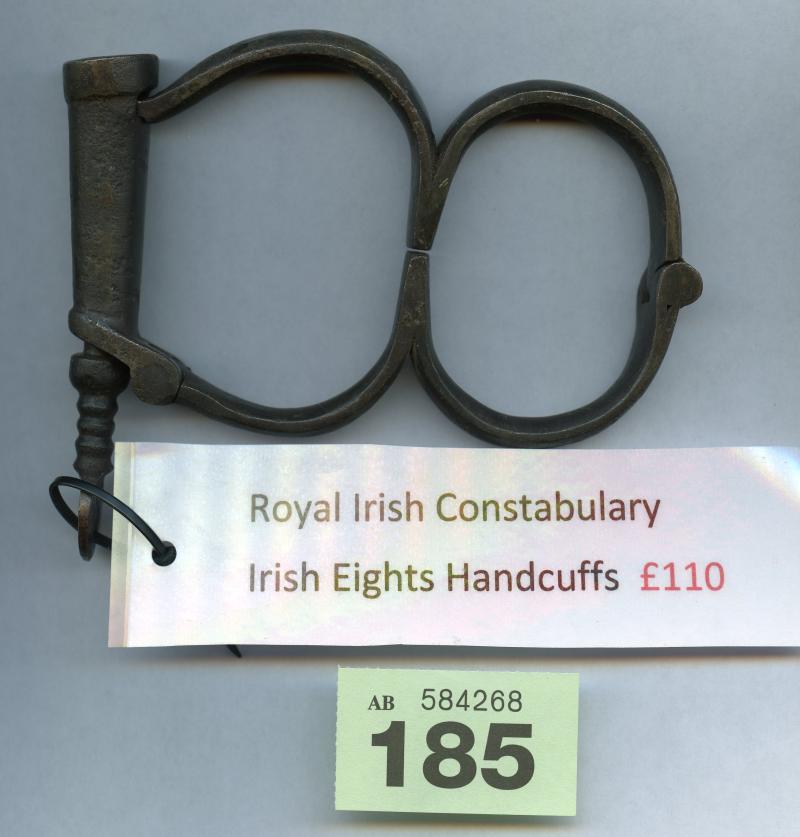 Royal Irish Constabulary
Irish Eights Handcuffs £110
AB 584268
185